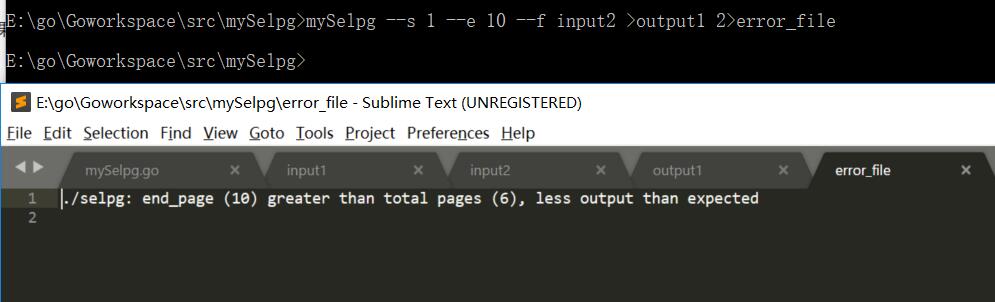 E:\go\Goworkspace\src\mySelpg>mySelpg --s 1 --e 10 --f input2 >output1 2>error_file
E:\go\Goworkspace\src\mySelpg>
E:\go\Goworkspace\src\mySelpg\error_file - Sublime Text (UNREGISTERED)
File Edit Selection Find View Goto Tools Project Preferences Help
mySelpg.go × input1 × input2 × output1 × error_file ×
1 ./selpg: end_page (10) greater than total pages (6), less output than expected
2